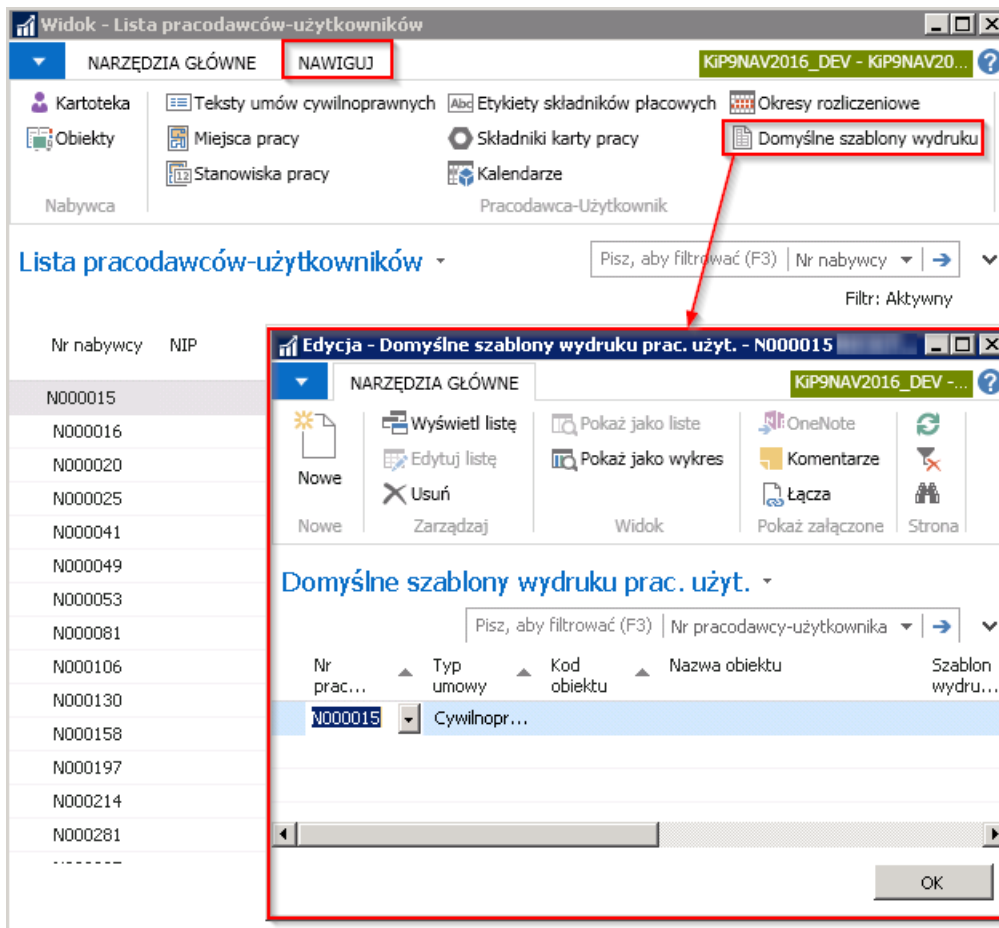 Widok - Lista pracodawców-użytkowników
NARZĘDZIA GŁÓWNE NAWIGUJ KiP9NAV2016_DEV - KiP9NAV20... ?
Kartoteka Teksty umów cywilnoprawnych Abc Etykiety składników płacowych Okresy rozliczeniowe
Obiekty Miejsca pracy Składniki karty pracy Domyślne szablony wydruku
Stanowiska pracy Kalendarze
Nabywca Pracodawca-Użytkownik
Lista pracodawców-użytkowników Pisz, aby filtrować (F3) Nr nabywcy
Filtr: Aktywny
Nr nabywcy NIP
N000015
N000016
N000020
N000025
N000041
N000049
N000053
N000081
N000106
N000130
N000158
N000197
N000214
N000281
Edycja - Domyślne szablony wydruku prac. użyt. - N000015
NARZĘDZIA GŁÓWNE KiP9NAV2016_DEV -... ?
Nowe Wyświetl listę Pokaż jako liste OneNote
Edytuj listę Pokaż jako wykres Komentarze
Usuń Łącza
Nowe Zarządzaj Widok Pokaż załączone Strona
Domyślne szablony wydruku prac. użyt.
Pisz, aby filtrować (F3) Nr pracodawcy-użytkownika
Nr Typ Kod Nazwa obiektu Szablon
prac... umowy obiektu wydru...
N000015 Cywilnopr...
OK